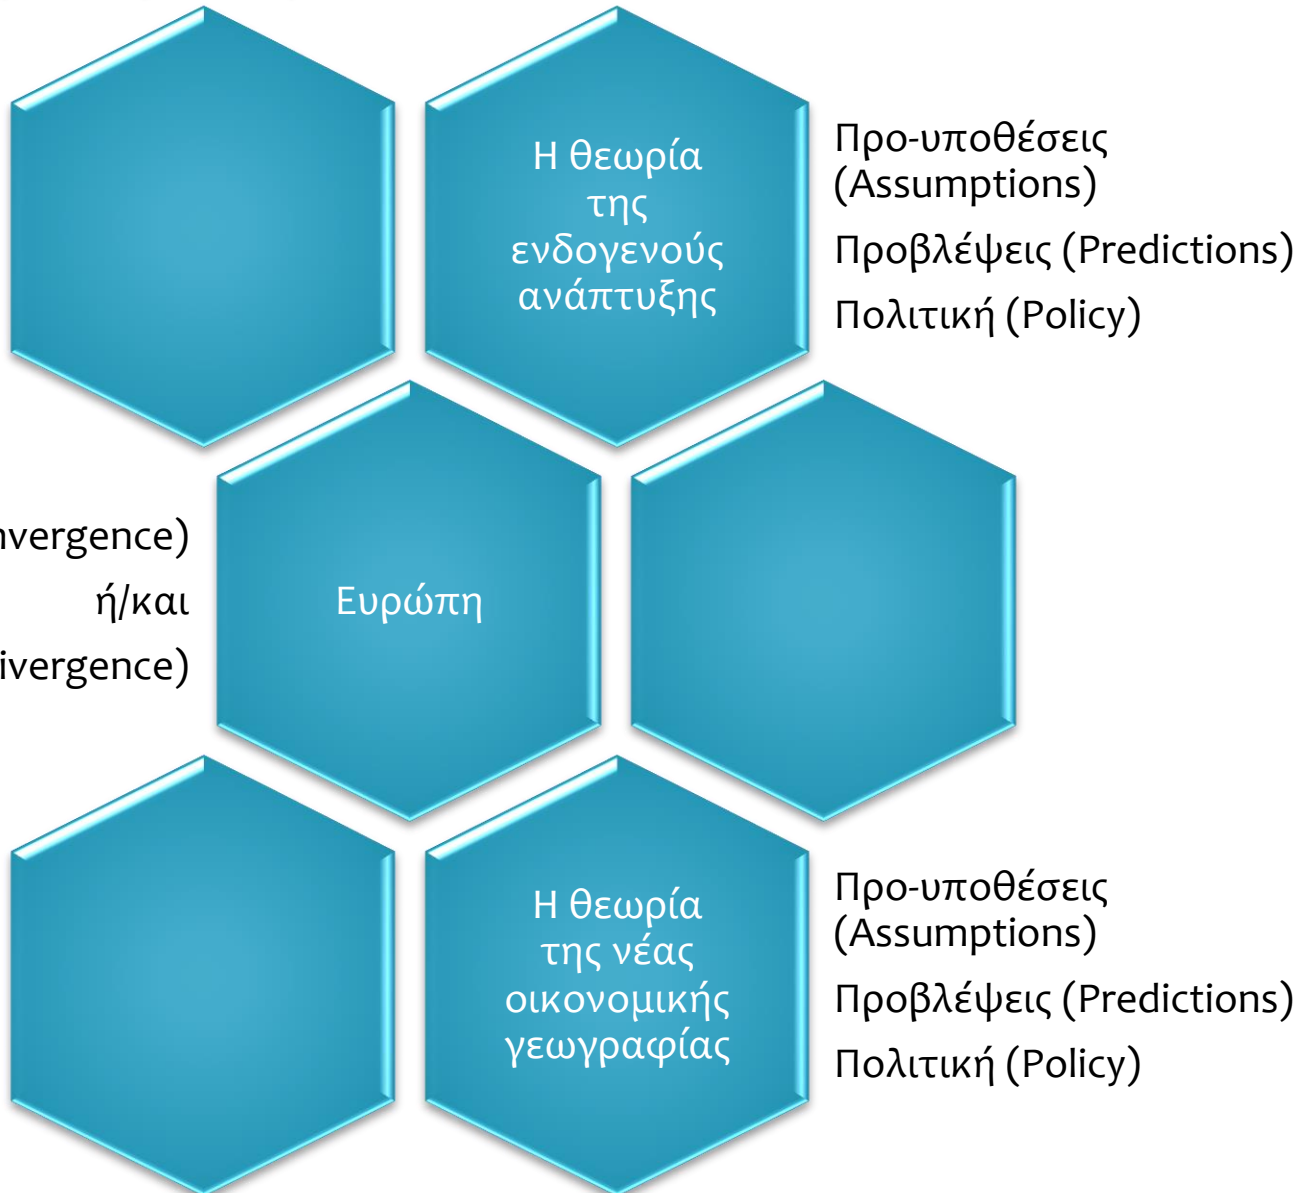 Η θεωρία
της
ενδογενούς
ανάπτυξης
Προ-υποθέσεις
(Assumptions)
Προβλέψεις (Predictions)
Πολιτική (Policy)
nvergence)
ή/και
ivergence)
Ευρώπη
Η θεωρία
της νέας
οικονομικής
γεωγραφίας
Προ-υποθέσεις
(Assumptions)
Προβλέψεις (Predictions)
Πολιτική (Policy)